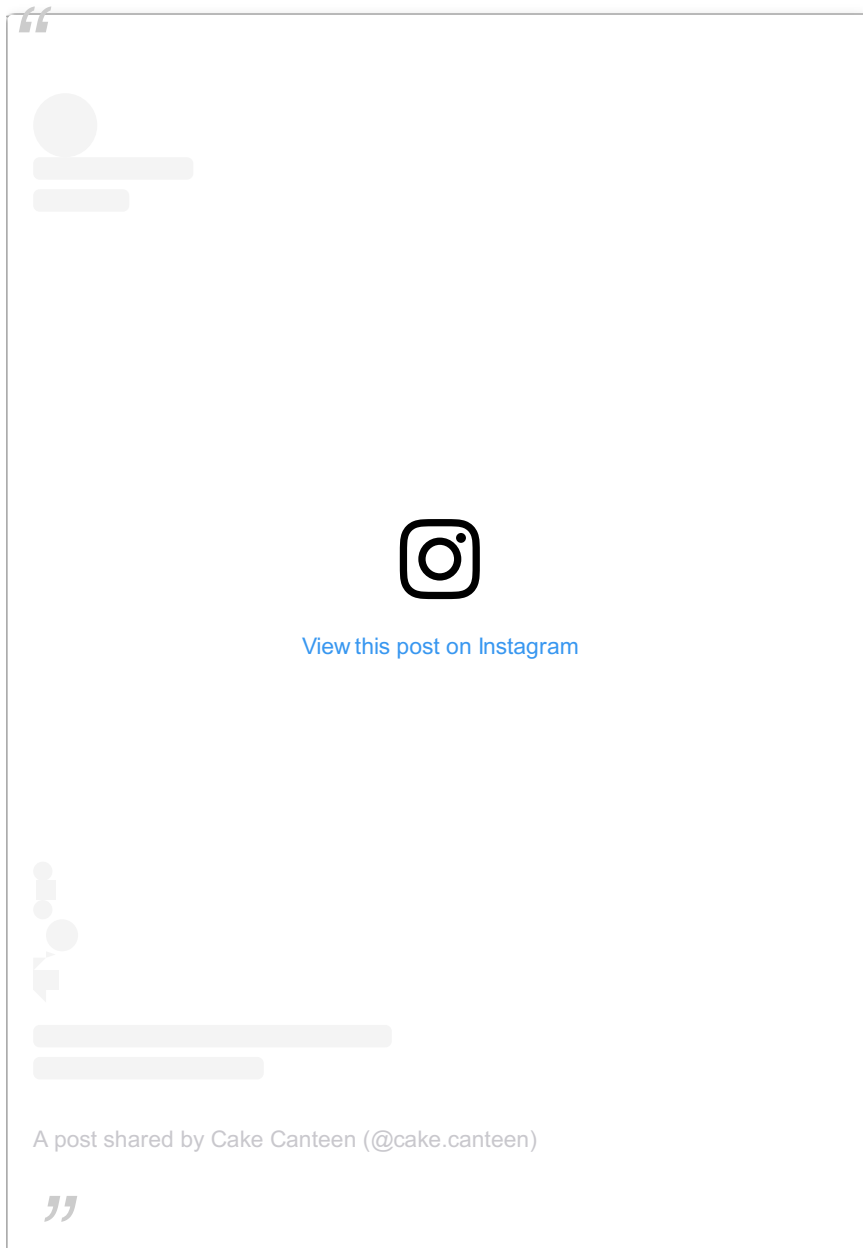 “
View this post on Instagram
A post shared by Cake Canteen (@cake.canteen)
”